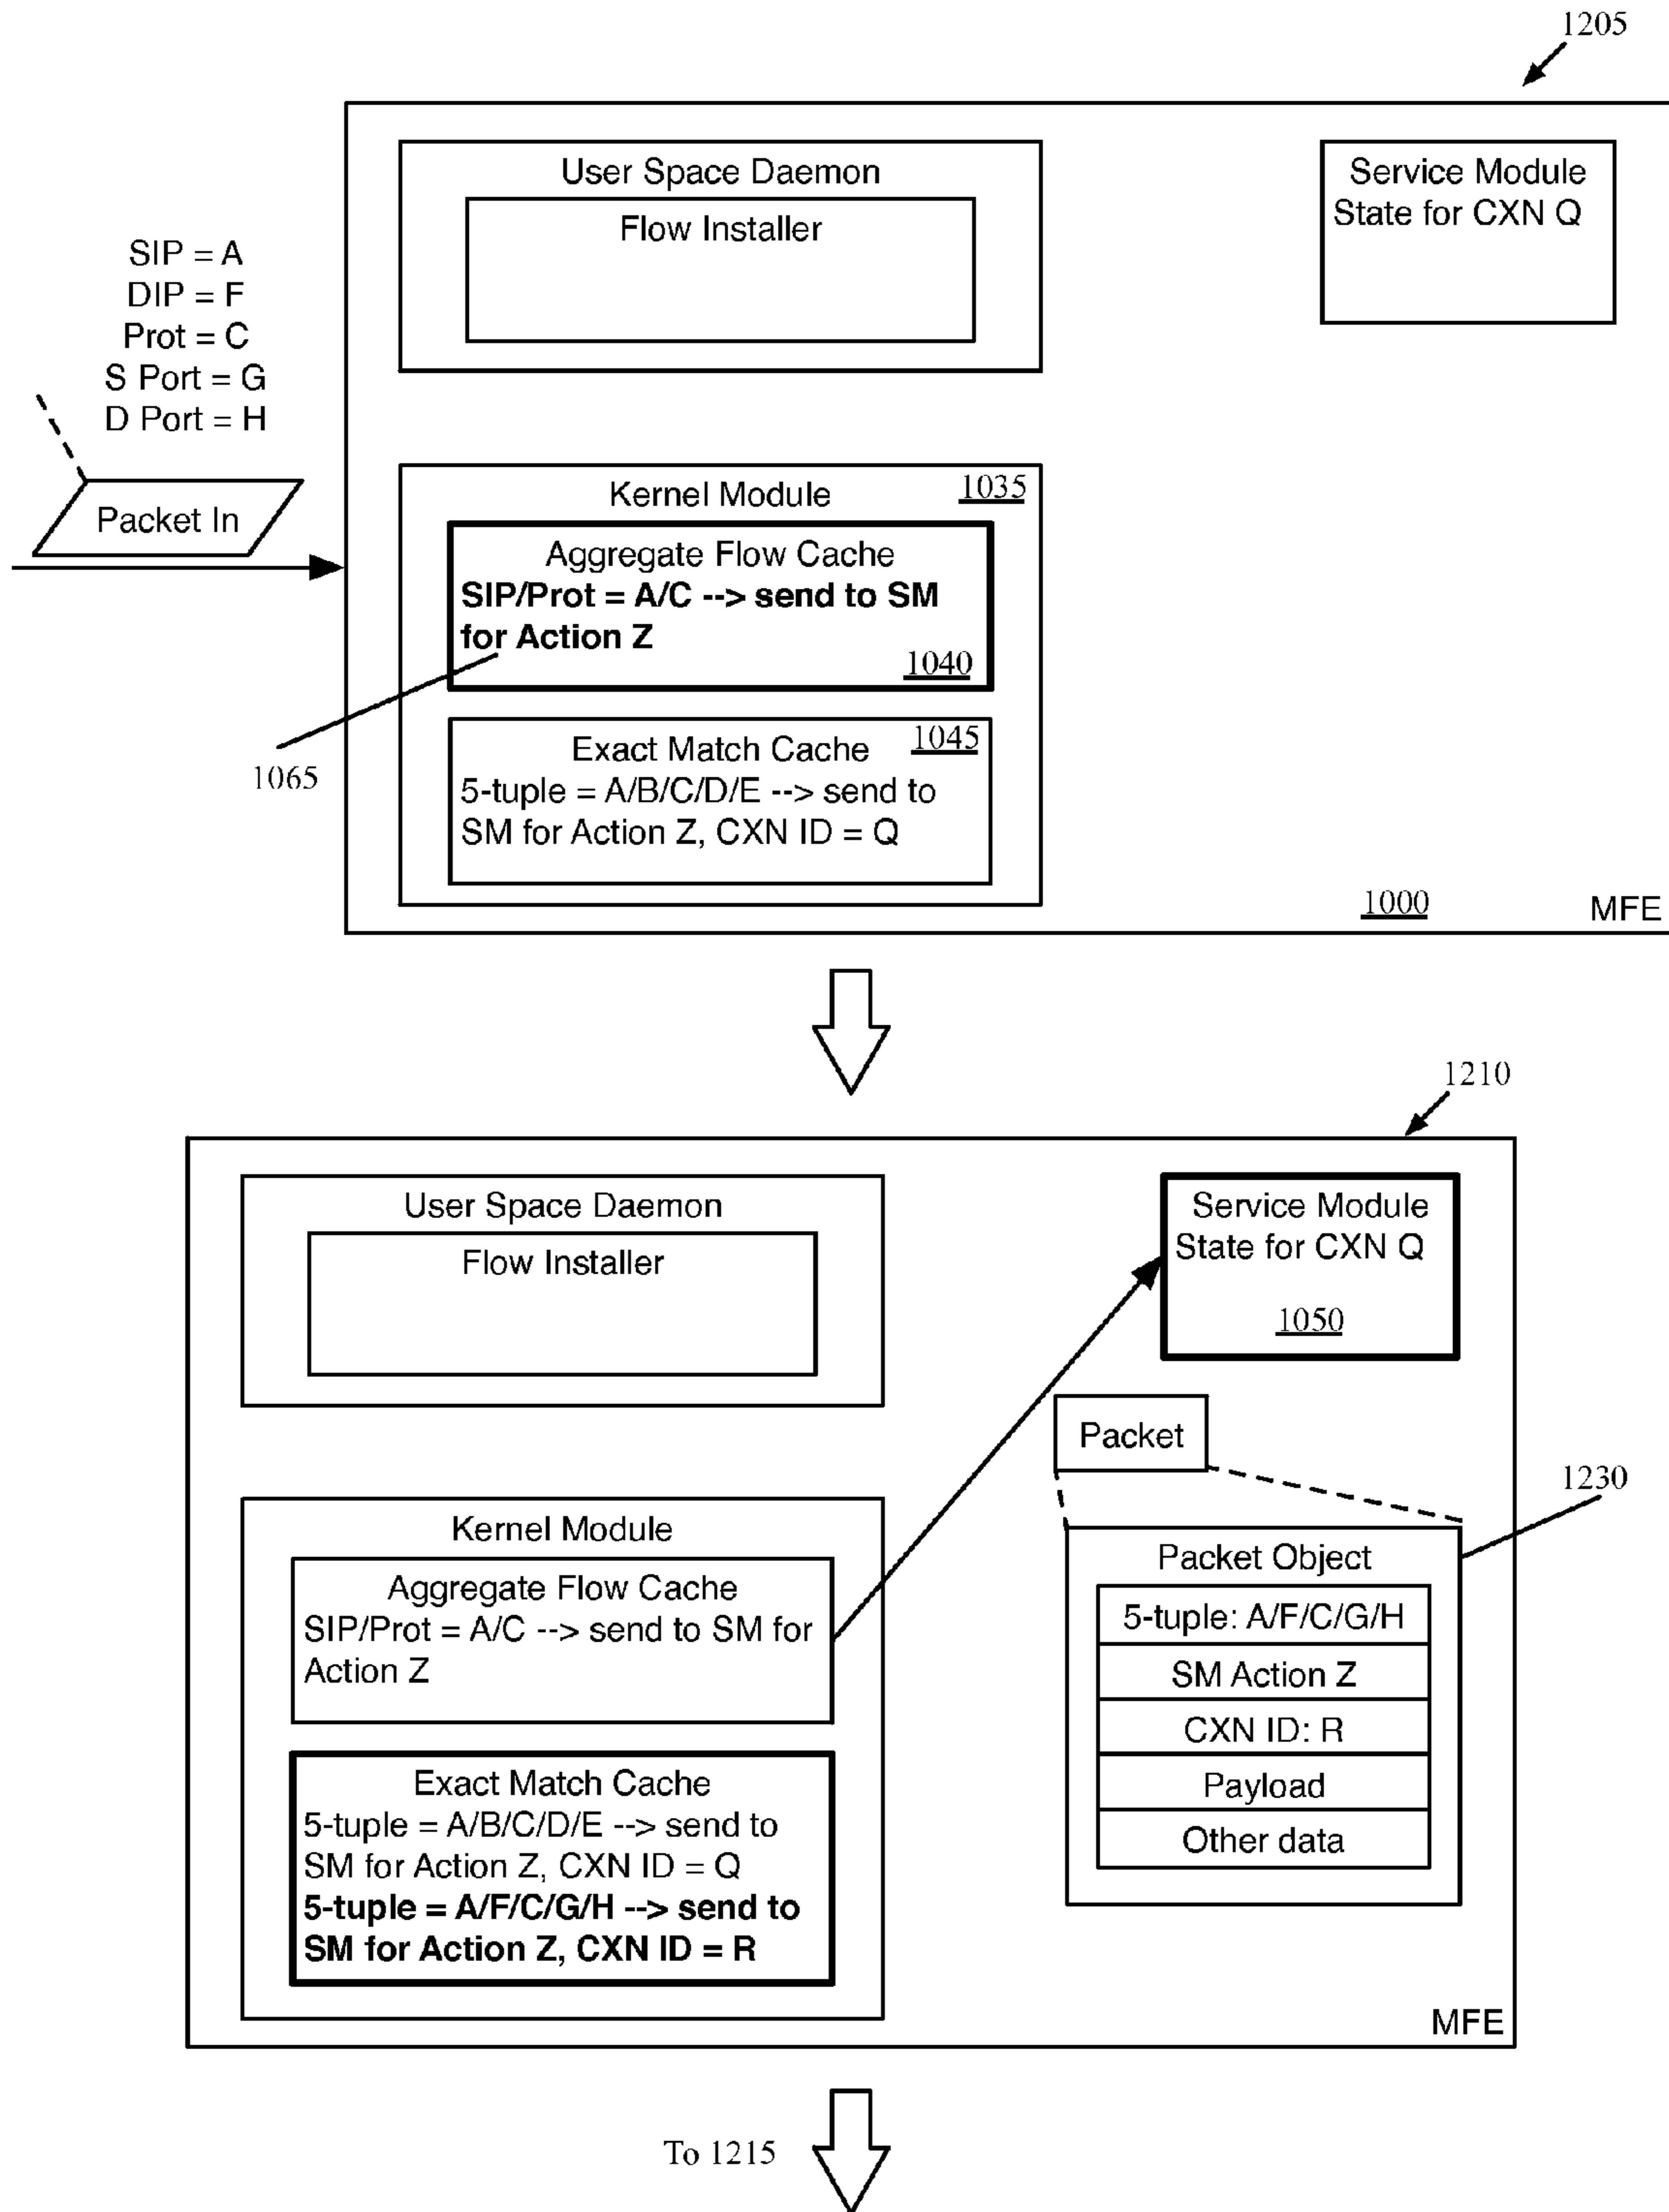 1205
User Space Daemon
Flow Installer
Service Module
State for CXN Q
SIP = A
DIP = F
Prot = C
S Port = G
D Port = H
Packet In
Kernel Module 1035
Aggregate Flow Cache
SIP/Prot = A/C --> send to SM
for Action Z
1040
1065
Exact Match Cache 1045
5-tuple = A/B/C/D/E --> send to
SM for Action Z, CXN ID = Q
1000 MFE
1210
User Space Daemon
Flow Installer
Service Module
State for CXN Q
1050
Packet
1230
Kernel Module
Aggregate Flow Cache
SIP/Prot = A/C --> send to SM for
Action Z
Packet Object
5-tuple: A/F/C/G/H
SM Action Z
CXN ID: R
Payload
Other data
Exact Match Cache
5-tuple = A/B/C/D/E --> send to
SM for Action Z, CXN ID = Q
5-tuple = A/F/C/G/H --> send to
SM for Action Z, CXN ID = R
MFE
To 1215